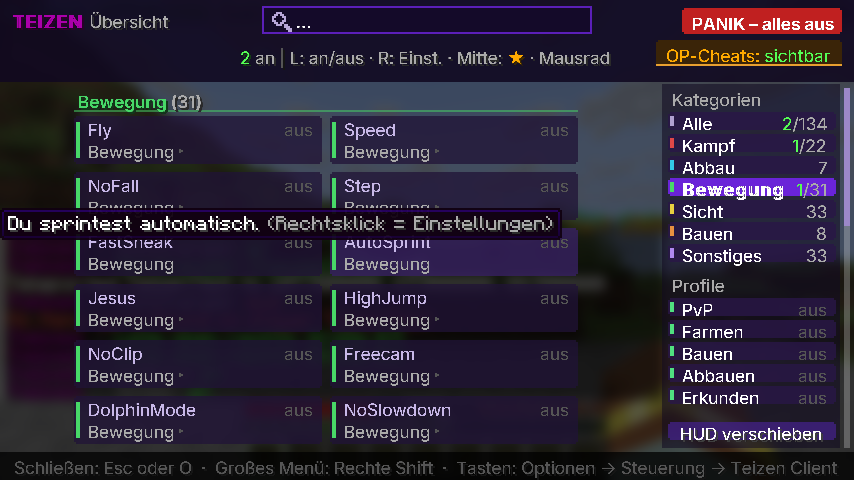 TEIZEN Übersicht
...
PANIK – alles aus
2 an | L: an/aus · R: Einst. · Mitte: ★ · Mausrad
OP-Cheats: sichtbar
Bewegung (31)
Fly aus
Bewegung
Speed aus
Bewegung
NoFall aus
Bewegung
Step aus
Bewegung
Du sprintest automatisch. (Rechtsklick = Einstellungen)
FastSneak aus
Bewegung
AutoSprint aus
Bewegung
Jesus aus
Bewegung
HighJump aus
Bewegung
NoClip aus
Bewegung
Freecam aus
Bewegung
DolphinMode aus
Bewegung
NoSlowdown aus
Bewegung
Kategorien
Alle 2/134
Kampf 1/22
Abbau 7
Bewegung 1/31
Sicht 33
Bauen 8
Sonstiges 33
Profile
PvP aus
Farmen aus
Bauen aus
Abbauen aus
Erkunden aus
HUD verschieben
Schließen: Esc oder O · Großes Menü: Rechte Shift · Tasten: Optionen → Steuerung → Teizen Client